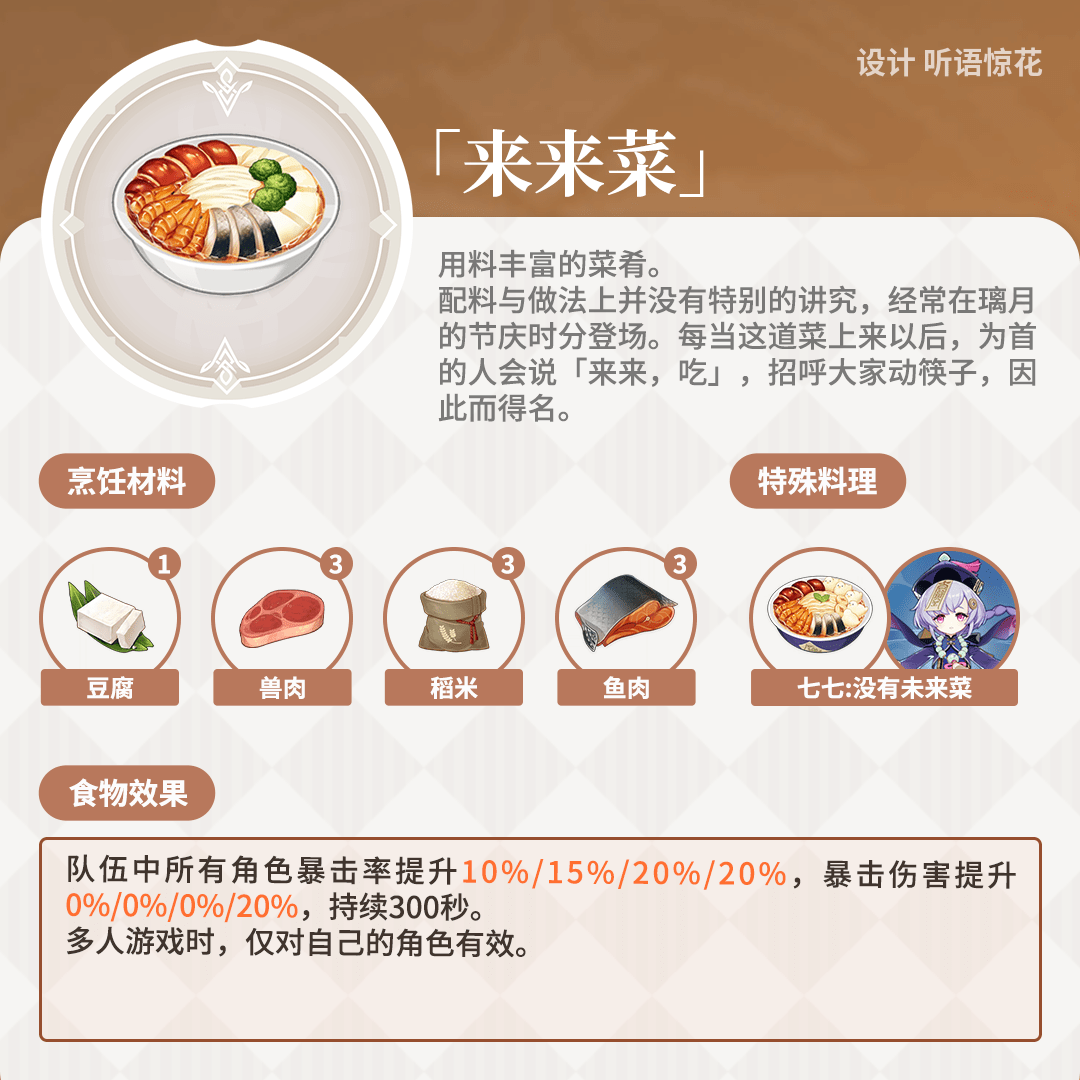 设计 听语惊花
「来来菜」
用料丰富的菜肴。
配料与做法上并没有特别的讲究，经常在璃月
的节庆时分登场。每当这道菜上来以后，为首
的人会说「来来，吃」，招呼大家动筷子，因
此而得名。
烹饪材料
特殊料理
1
3
3
3
豆腐
兽肉
稻米
鱼肉
七七:没有未来菜
食物效果
队伍中所有角色暴击率提升10%/15%/20%/20%，暴击伤害提升
0%/0%/0%/20%，持续300秒。
多人游戏时，仅对自己的角色有效。